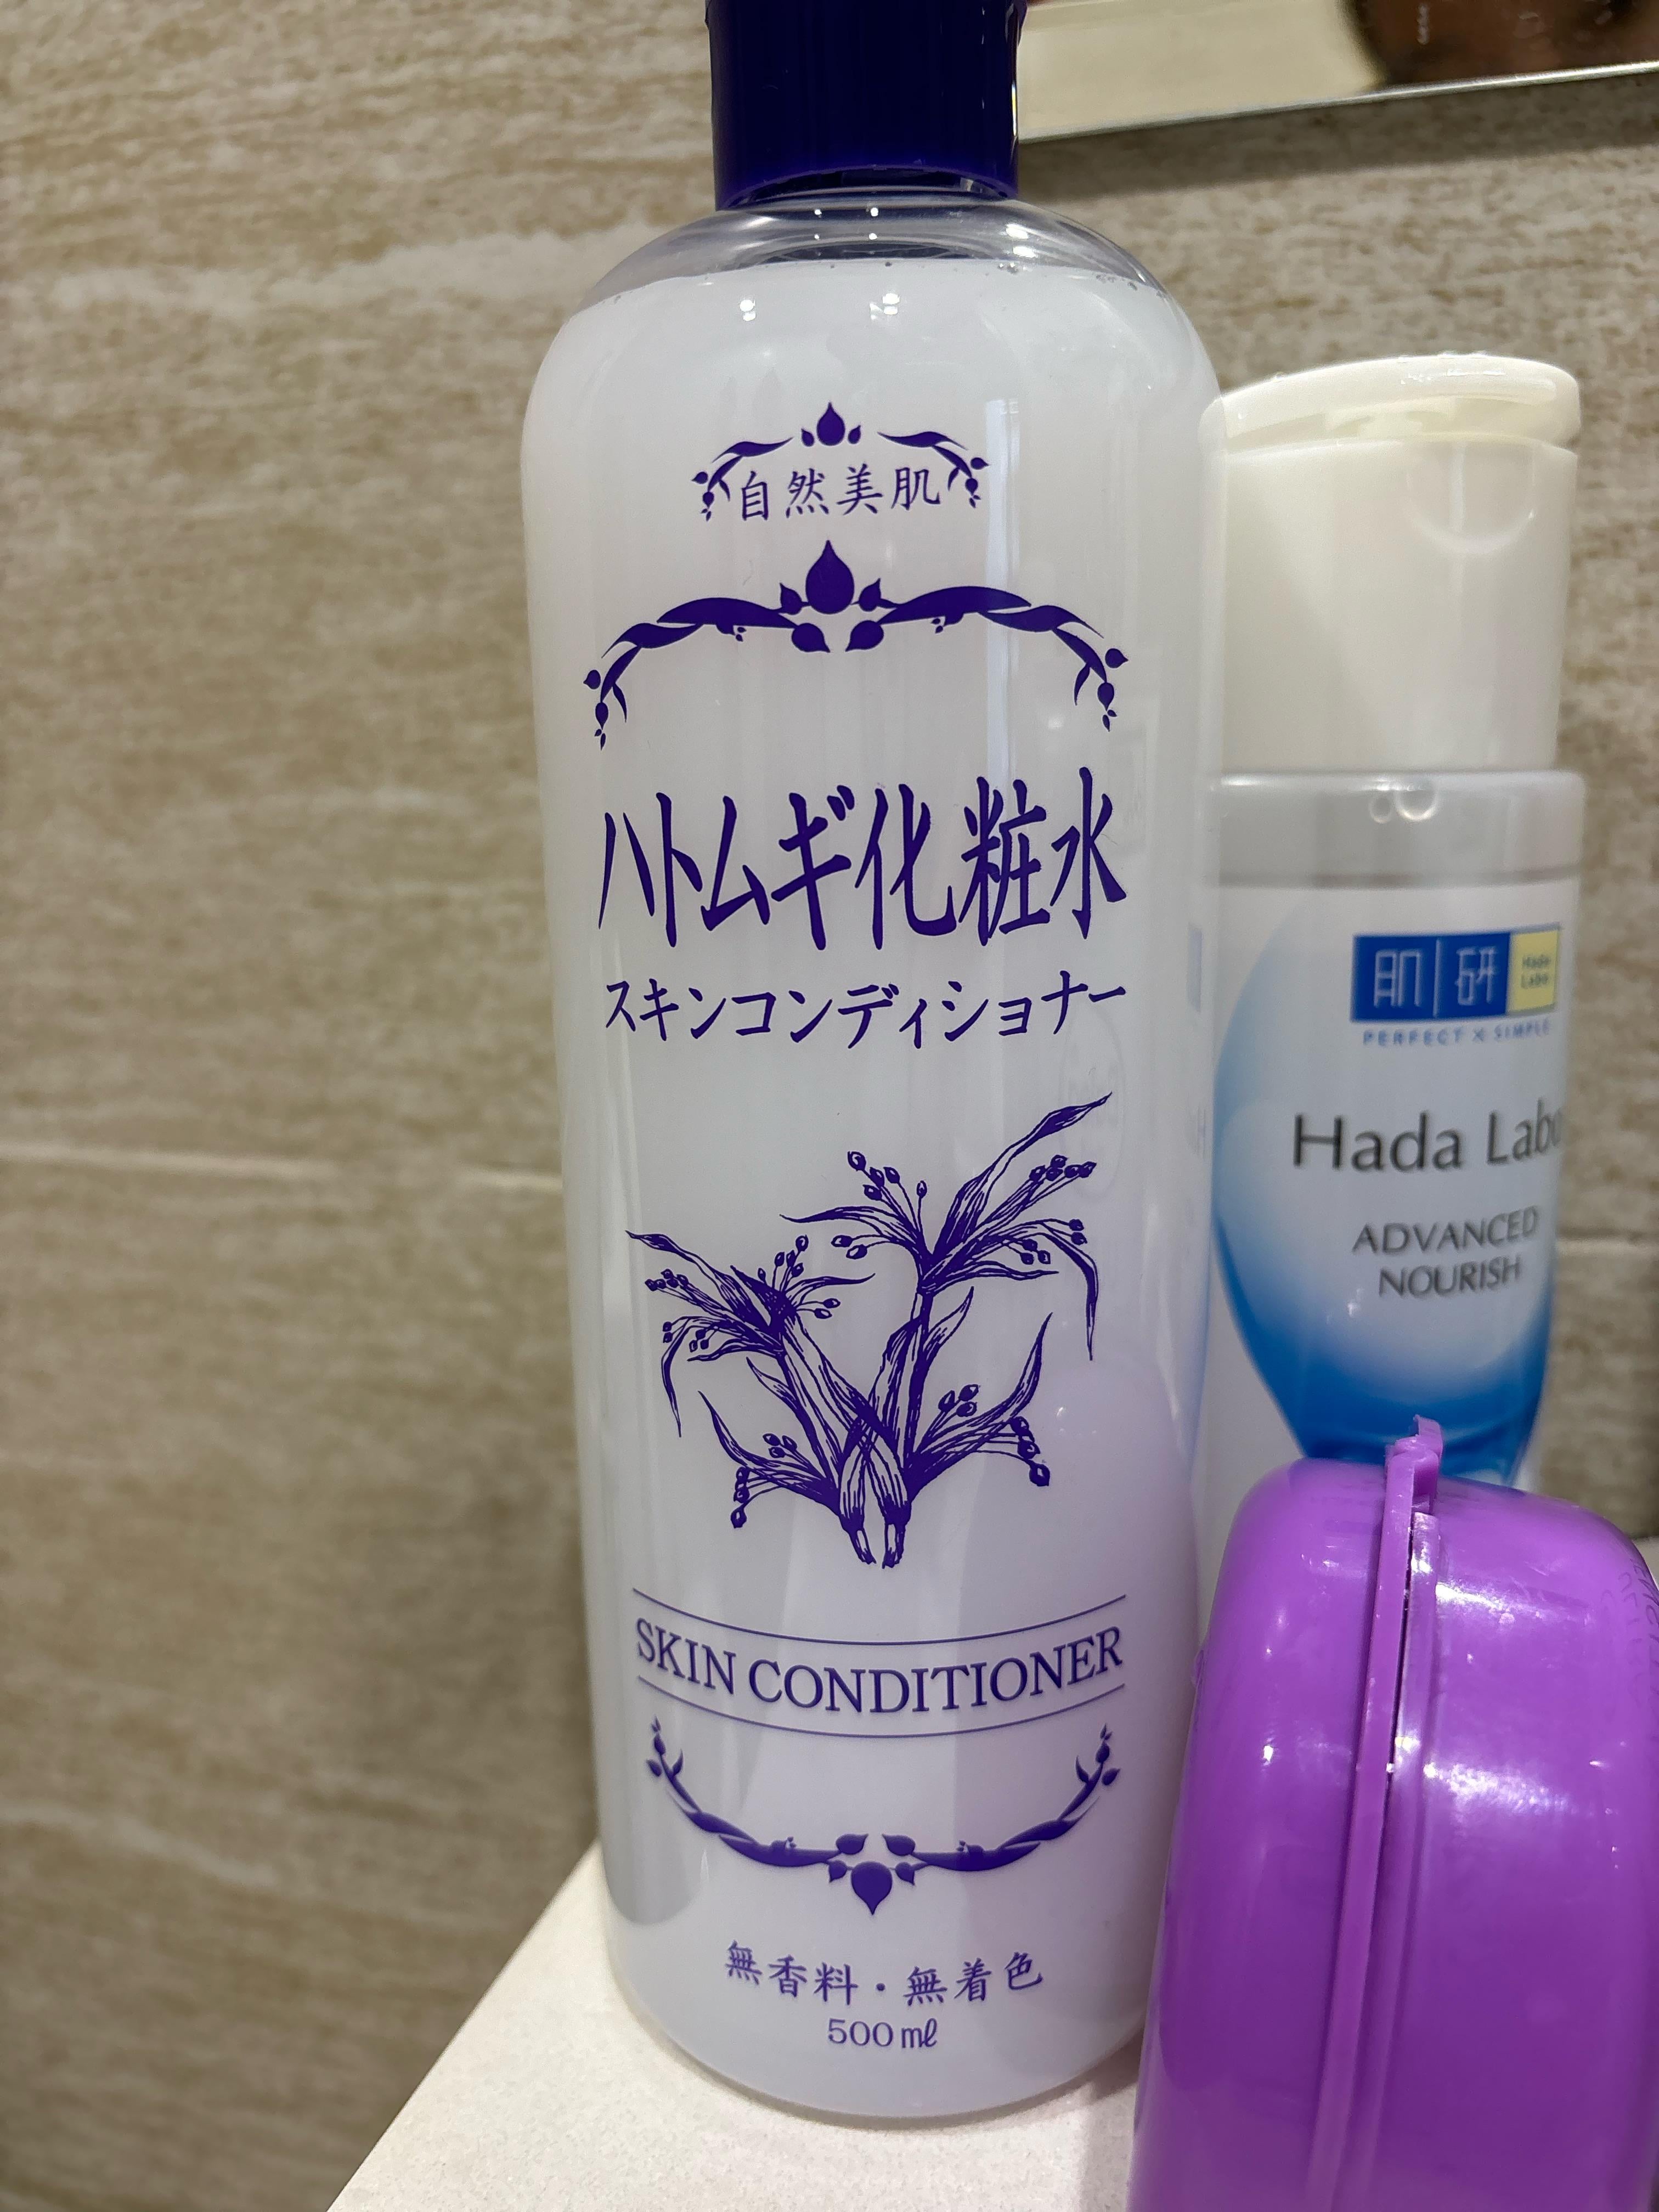 自然美肌
ハトムギ化粧水
スキンコンディショナー
SKIN CONDITIONER
無香料・無着色
500㎖
肌研 Hada Labo
PERFECT × SIMPLE
Hada Labo
ADVANCED
NOURISH